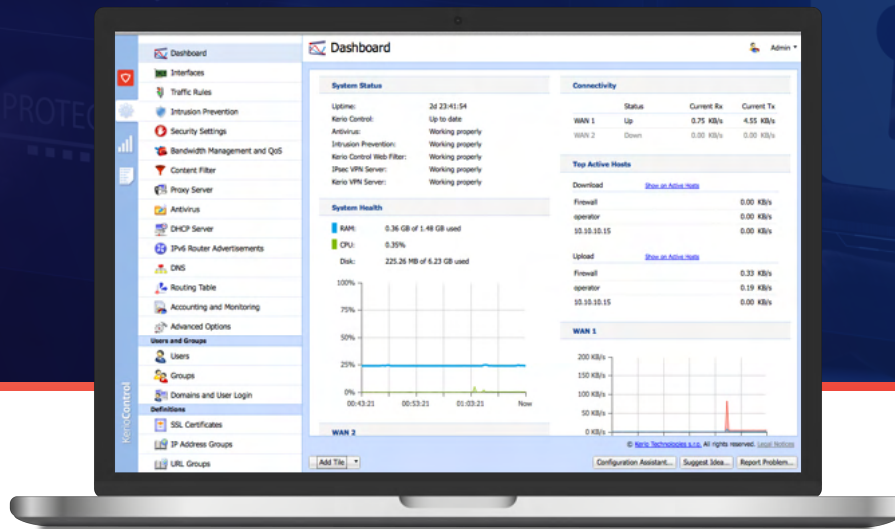 PROTEC
KerioControl
Dashboard
Interfaces
Traffic Rules
Intrusion Prevention
Security Settings
Bandwidth Management and QoS
Content Filter
Proxy Server
Antivirus
DHCP Server
IPv6 Router Advertisements
DNS
Routing Table
Accounting and Monitoring
Advanced Options
Users and Groups
Users
Groups
Domains and User Login
Definitions
SSL Certificates
IP Address Groups
URL Groups
Dashboard
Admin
System Status
Uptime: 2d 23:41:54
Kerio Control: Up to date
Antivirus: Working properly
Intrusion Prevention: Working properly
Kerio Control Web Filter: Working properly
IPsec VPN Server: Working properly
Kerio VPN Server: Working properly
System Health
RAM: 0.36 GB of 1.48 GB used
CPU: 0.35%
Disk: 225.26 MB of 6.23 GB used
100%
75%
50%
25%
0%
00:43:21 00:53:21 01:03:21 Now
WAN 2
Connectivity
Status Current Rx Current Tx
WAN 1 Up 0.75 KB/s 4.55 KB/s
WAN 2 Down 0.00 KB/s 0.00 KB/s
Top Active Hosts
Download Show on Active Hosts
Firewall 0.00 KB/s
operator 0.00 KB/s
10.10.10.15 0.00 KB/s
Upload Show on Active Hosts
Firewall 0.33 KB/s
operator 0.19 KB/s
10.10.10.15 0.00 KB/s
WAN 1
200 KB/s
150 KB/s
100 KB/s
50 KB/s
0 KB/s
© Kerio Technologies s.r.o. All rights reserved. Legal Notices
Add Tile
Configuration Assistant... Suggest Idea... Report Problem...